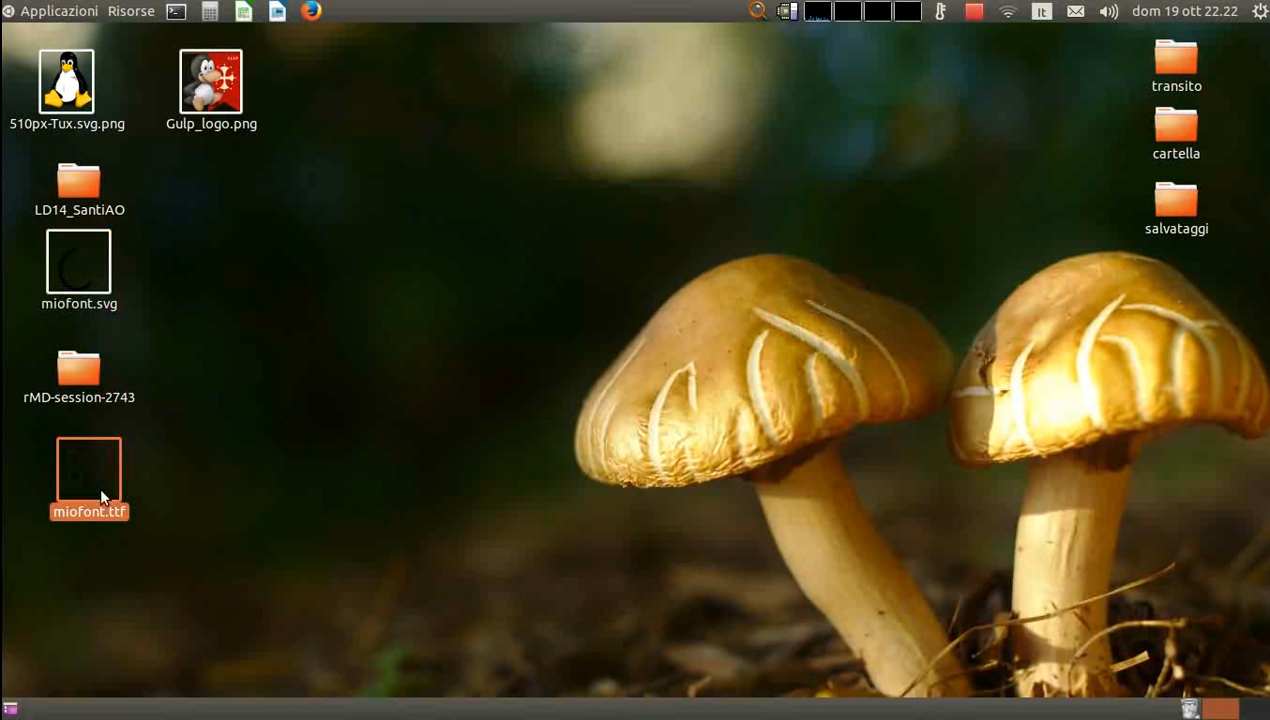 Applicazioni Risorse It dom 19 ott 22.22
510px-Tux.svg.png
Gulp_logo.png
transito
cartella
LD14_SantiAO
salvataggi
miofont.svg
rMD-session-2743
miofont.ttf